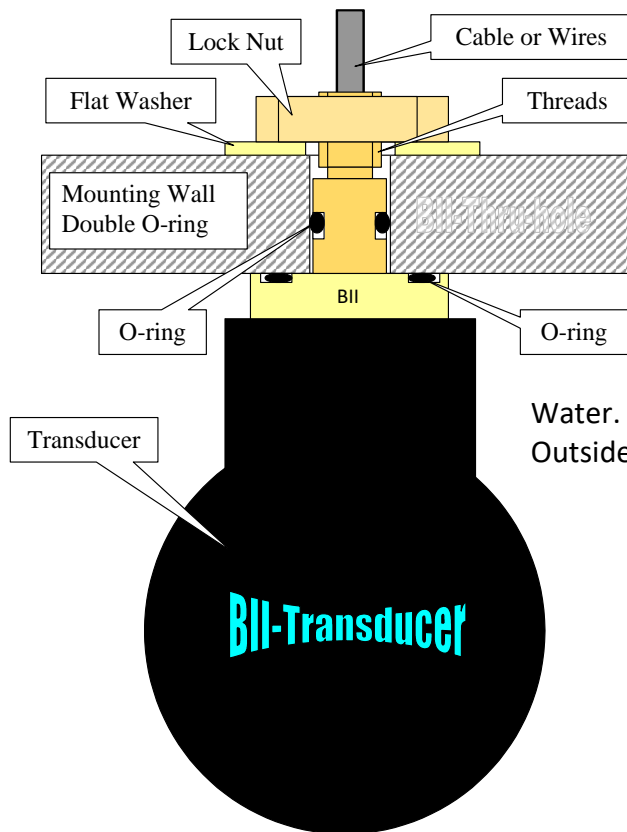 Cable or Wires
Lock Nut
Flat Washer
Threads
Mounting Wall
Double O-ring
BII-Thru-hole
BII
O-ring
O-ring
Water.
Outside
Transducer
BII-Transducer